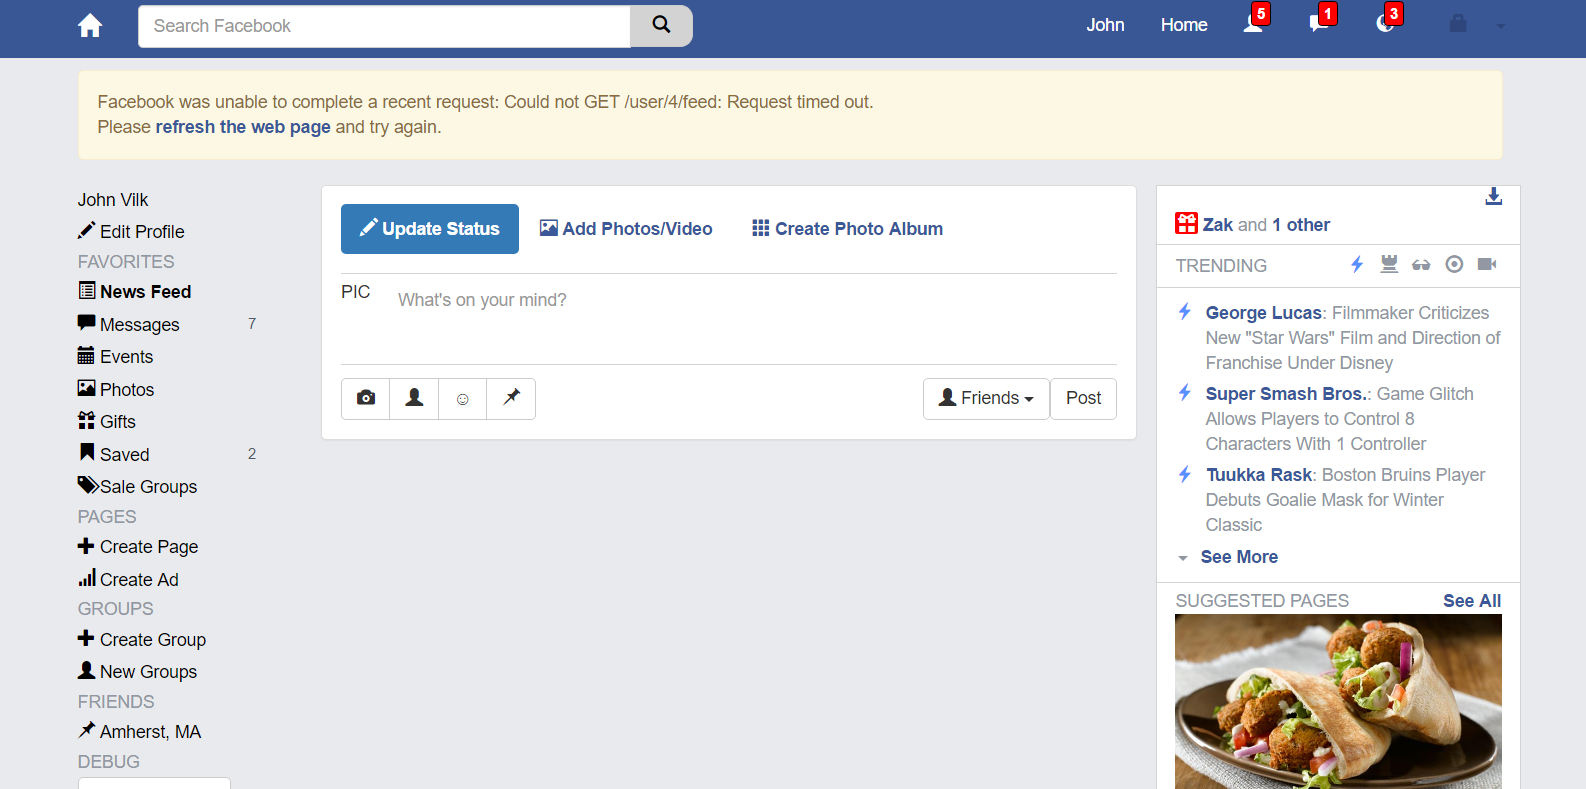 Search Facebook
John
Home
5
1
3
Facebook was unable to complete a recent request: Could not GET /user/4/feed: Request timed out.
Please refresh the web page and try again.
John Vilk
Edit Profile
FAVORITES
News Feed
Messages 7
Events
Photos
Gifts
Saved 2
Sale Groups
PAGES
Create Page
Create Ad
GROUPS
Create Group
New Groups
FRIENDS
Amherst, MA
DEBUG
Update Status
Add Photos/Video
Create Photo Album
PIC
What's on your mind?
Friends
Post
Zak and 1 other
TRENDING
George Lucas: Filmmaker Criticizes
New "Star Wars" Film and Direction of
Franchise Under Disney
Super Smash Bros.: Game Glitch
Allows Players to Control 8
Characters With 1 Controller
Tuukka Rask: Boston Bruins Player
Debuts Goalie Mask for Winter
Classic
See More
SUGGESTED PAGES
See All